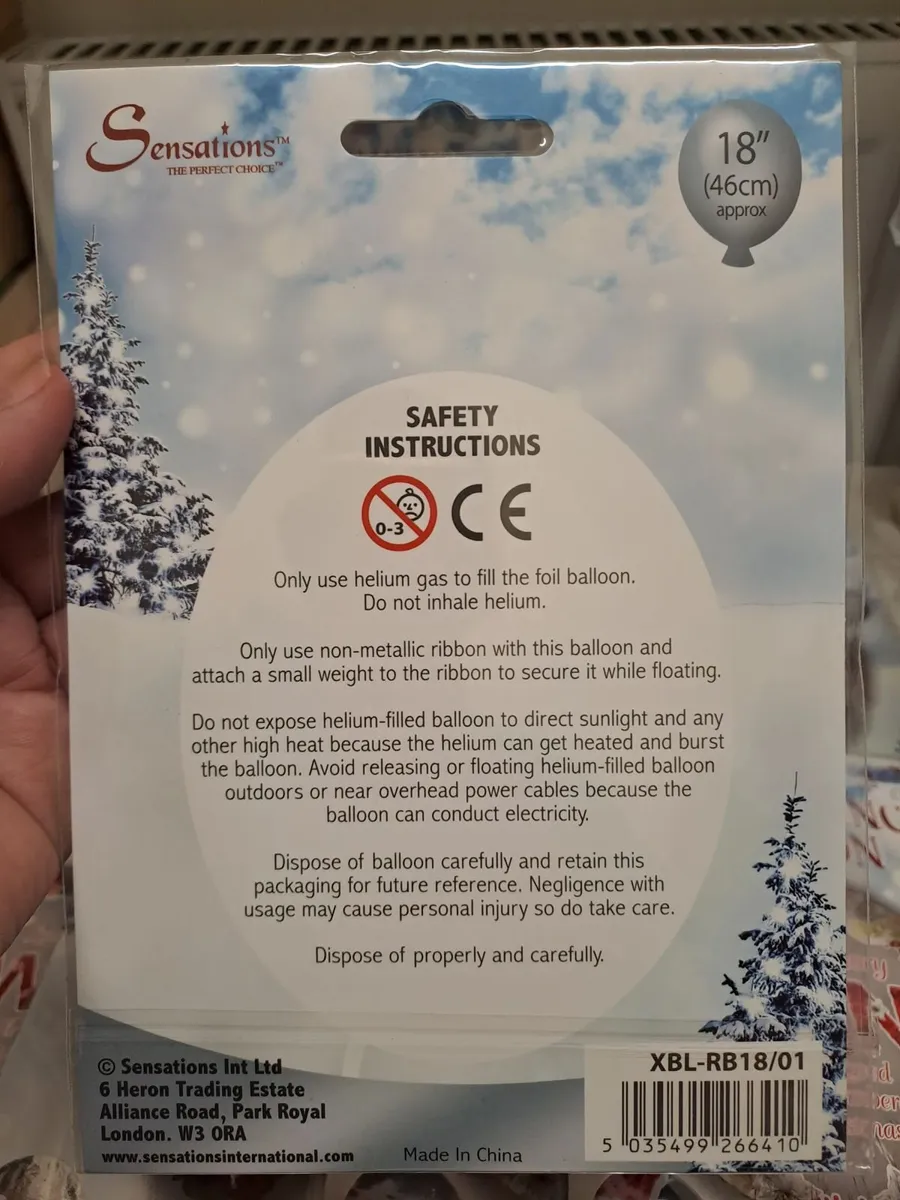 Sensations™
THE PERFECT CHOICE™
18"
(46cm)
approx
SAFETY
INSTRUCTIONS
0-3
CE
Only use helium gas to fill the foil balloon.
Do not inhale helium.
Only use non-metallic ribbon with this balloon and
attach a small weight to the ribbon to secure it while floating.
Do not expose helium-filled balloon to direct sunlight and any
other high heat because the helium can get heated and burst
the balloon. Avoid releasing or floating helium-filled balloon
outdoors or near overhead power cables because the
balloon can conduct electricity.
Dispose of balloon carefully and retain this
packaging for future reference. Negligence with
usage may cause personal injury so do take care.
Dispose of properly and carefully.
© Sensations Int Ltd
6 Heron Trading Estate
Alliance Road, Park Royal
London. W3 0RA
www.sensationsinternational.com
Made In China
XBL-RB18/01
5 035499 266410